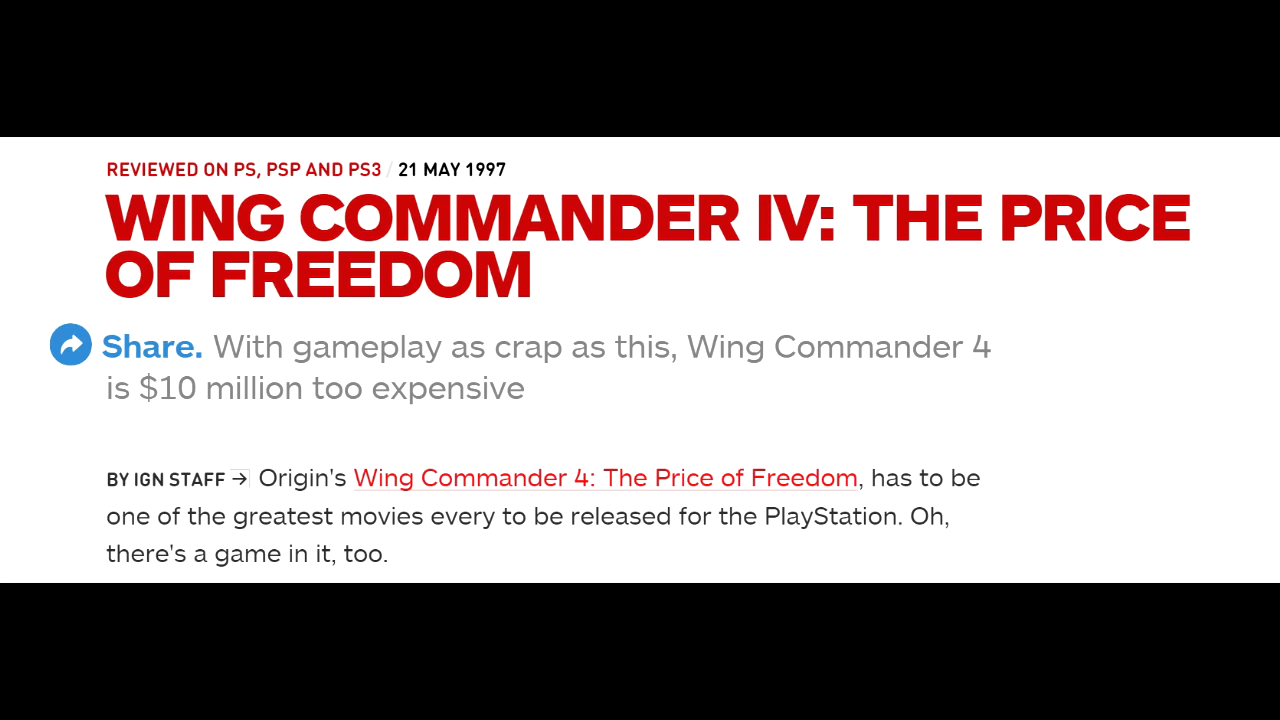 REVIEWED ON PS, PSP AND PS3 / 21 MAY 1997
WING COMMANDER IV: THE PRICE
OF FREEDOM
Share. With gameplay as crap as this, Wing Commander 4
is $10 million too expensive
BY IGN STAFF → Origin's Wing Commander 4: The Price of Freedom, has to be
one of the greatest movies every to be released for the PlayStation. Oh,
there's a game in it, too.